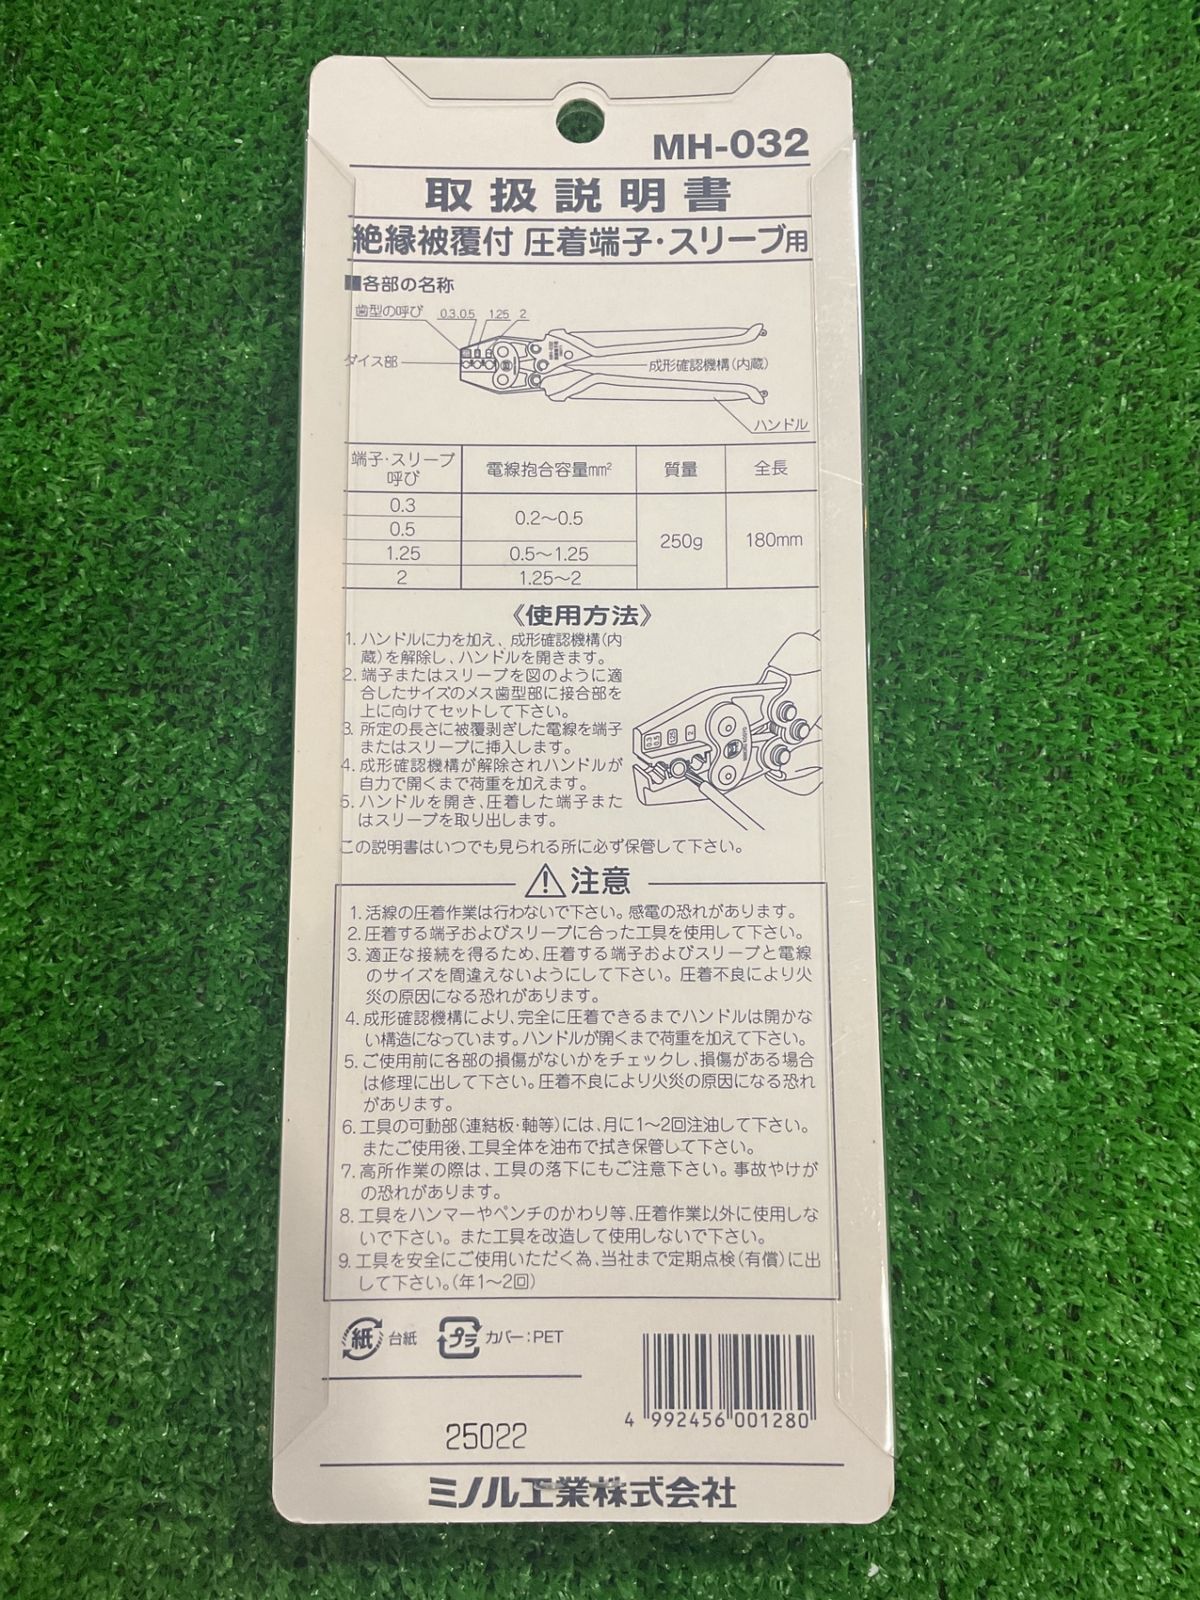 MH-032
取扱説明書
絶縁被覆付 圧着端子・スリーブ用
■各部の名称
歯型の呼び 0.3.0.5 1.25 2
ダイス部
成形確認機構(内蔵)
ハンドル
端子・スリーブ呼び 電線抱合容量mm² 質量 全長
0.3 0.2～0.5 250g 180mm
0.5
1.25 0.5～1.25
2 1.25～2
《使用方法》
1. ハンドルに力を加え、成形確認機構(内
蔵)を解除し、ハンドルを開きます。
2. 端子またはスリーブを図のように適
合したサイズのメス歯型部に接合部を
上に向けてセットして下さい。
3. 所定の長さに被覆剥ぎした電線を端子
またはスリーブに挿入します。
4. 成形確認機構が解除されハンドルが
自力で開くまで荷重を加えます。
5. ハンドルを開き、圧着した端子また
はスリーブを取り出します。
0.3 0.5 1.25 2
この説明書はいつでも見られる所に必ず保管して下さい。
⚠注意
1. 活線の圧着作業は行わないで下さい。感電の恐れがあります。
2. 圧着する端子およびスリーブに合った工具を使用して下さい。
3. 適正な接続を得るため、圧着する端子およびスリーブと電線
のサイズを間違えないようにして下さい。圧着不良により火
災の原因になる恐れがあります。
4. 成形確認機構により、完全に圧着できるまでハンドルは開かな
い構造になっています。ハンドルが開くまで荷重を加えて下さい。
5. ご使用前に各部の損傷がないかをチェックし、損傷がある場合
は修理に出して下さい。圧着不良により火災の原因になる恐れ
があります。
6. 工具の可動部(連結板・軸等)には、月に1～2回注油して下さい。
またご使用後、工具全体を油布で拭き保管して下さい。
7. 高所作業の際は、工具の落下にもご注意下さい。事故やけが
の恐れがあります。
8. 工具をハンマーやペンチのかわり等、圧着作業以外に使用しな
いで下さい。また工具を改造して使用しないで下さい。
9. 工具を安全にご使用いただく為、当社まで定期点検(有償)に出
して下さい。(年1～2回)
紙 台紙 プラ カバー:PET
4 992456 001280
25022
ミノル工業株式会社